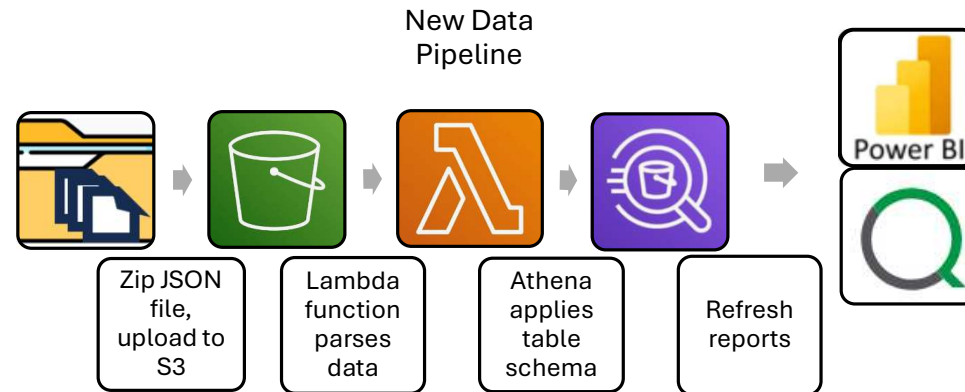 New Data
Pipeline
Power BI
Zip JSON
file,
upload to
S3
Lambda
function
parses
data
Athena
applies
table
schema
Refresh
reports